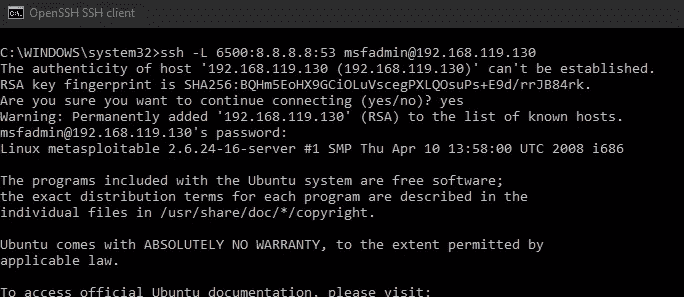 OpenSSH SSH client
C:\WINDOWS\system32>ssh -L 6500:8.8.8.8:53 msfadmin@192.168.119.130
The authenticity of host '192.168.119.130 (192.168.119.130)' can't be established.
RSA key fingerprint is SHA256:BQHm5EoHX9GCiOLuVscegPXLQOsuPs+E9d/rrJB84rk.
Are you sure you want to continue connecting (yes/no)? yes
Warning: Permanently added '192.168.119.130' (RSA) to the list of known hosts.
msfadmin@192.168.119.130's password:
Linux metasploitable 2.6.24-16-server #1 SMP Thu Apr 10 13:58:00 UTC 2008 i686
The programs included with the Ubuntu system are free software;
the exact distribution terms for each program are described in the
individual files in /usr/share/doc/*/copyright.
Ubuntu comes with ABSOLUTELY NO WARRANTY, to the extent permitted by
applicable law.
To access official Ubuntu documentation, please visit: